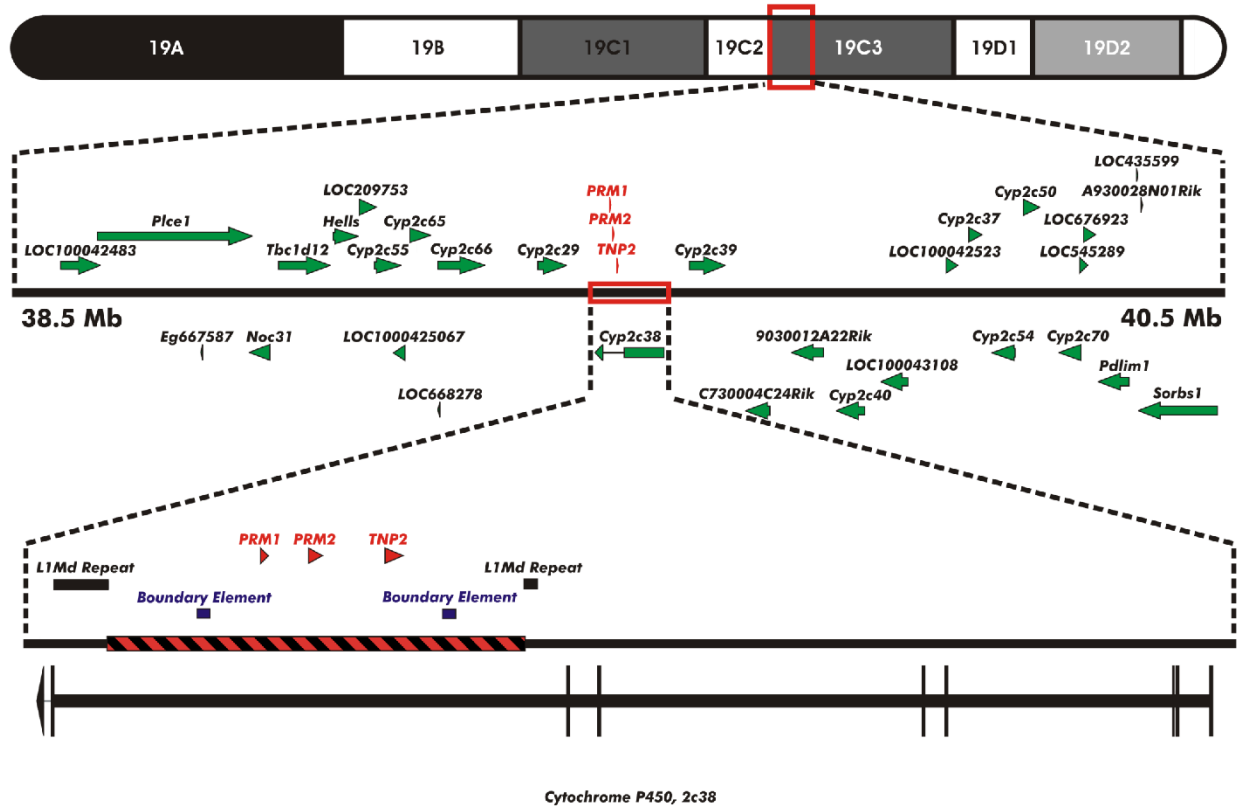 19A 19B 19C1 19C2 19C3 19D1 19D2
LOC435599
LOC209753 PRM1 Cyp2c50 A930028N01Rik
Plce1 Hells Cyp2c65 PRM2 Cyp2c37 LOC676923
LOC100042483 Tbc1d12 Cyp2c55 Cyp2c66 Cyp2c29 TNP2 Cyp2c39 LOC100042523 LOC545289
38.5 Mb 40.5 Mb
Eg667587 Noc31 LOC1000425067 Cyp2c38 9030012A22Rik Cyp2c54 Cyp2c70
LOC100043108 Pdlim1
LOC668278 C730004C24Rik Cyp2c40 Sorbs1
PRM1 PRM2 TNP2
L1Md Repeat L1Md Repeat
Boundary Element Boundary Element
Cytochrome P450, 2c38